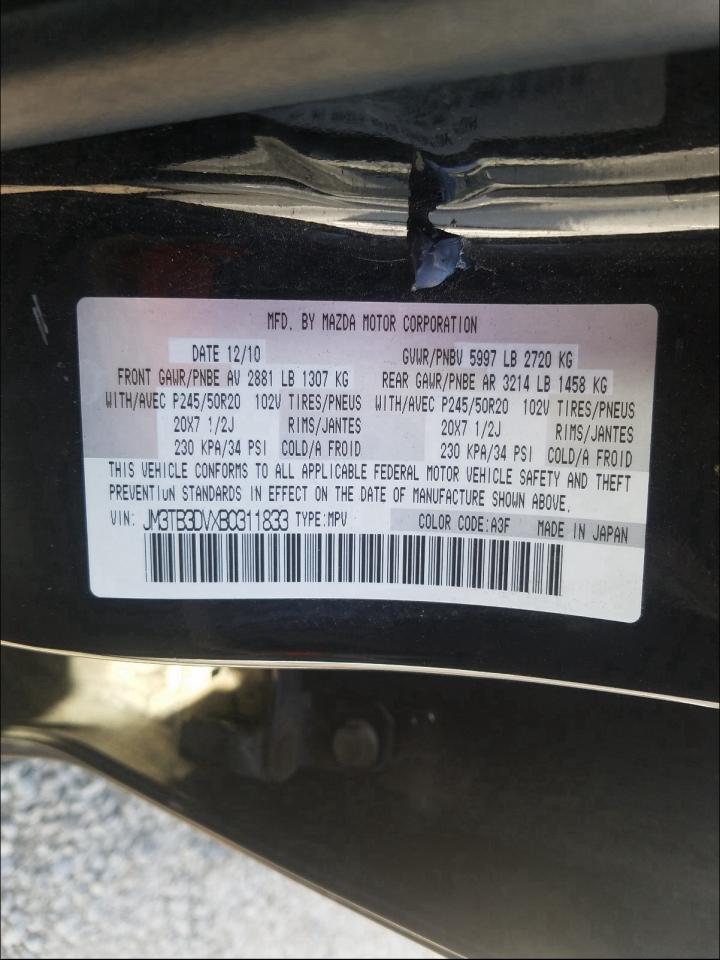 MFD. BY MAZDA MOTOR CORPORATION
DATE 12/10 GVWR/PNBV 5997 LB 2720 KG
FRONT GAWR/PNBE AV 2881 LB 1307 KG REAR GAWR/PNBE AR 3214 LB 1458 KG
WITH/AVEC P245/50R20 102V TIRES/PNEUS WITH/AVEC P245/50R20 102V TIRES/PNEUS
20X7 1/2J RIMS/JANTES 20X7 1/2J RIMS/JANTES
230 KPA/34 PSI COLD/A FROID 230 KPA/34 PSI COLD/A FROID
THIS VEHICLE CONFORMS TO ALL APPLICABLE FEDERAL MOTOR VEHICLE SAFETY AND THEFT
PREVENTION STANDARDS IN EFFECT ON THE DATE OF MANUFACTURE SHOWN ABOVE.
VIN: JM3TB3DVXB0311833 TYPE:MPV COLOR CODE:A3F MADE IN JAPAN